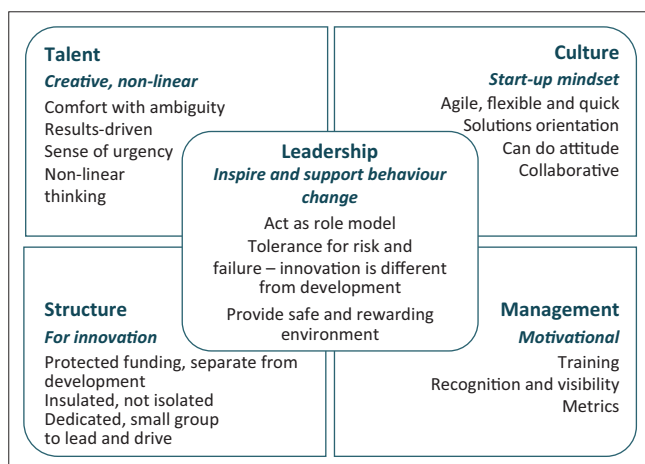 Talent
Creative, non-linear
Comfort with ambiguity
Results-driven
Sense of urgency
Non-linear
thinking
Culture
Start-up mindset
Agile, flexible and quick
Solutions orientation
Can do attitude
Collaborative
Leadership
Inspire and support behaviour
change
Act as role model
Tolerance for risk and
failure – innovation is different
from development
Provide safe and rewarding
environment
Structure
For innovation
Protected funding, separate from
development
Insulated, not isolated
Dedicated, small group
to lead and drive
Management
Motivational
Training
Recognition and visibility
Metrics